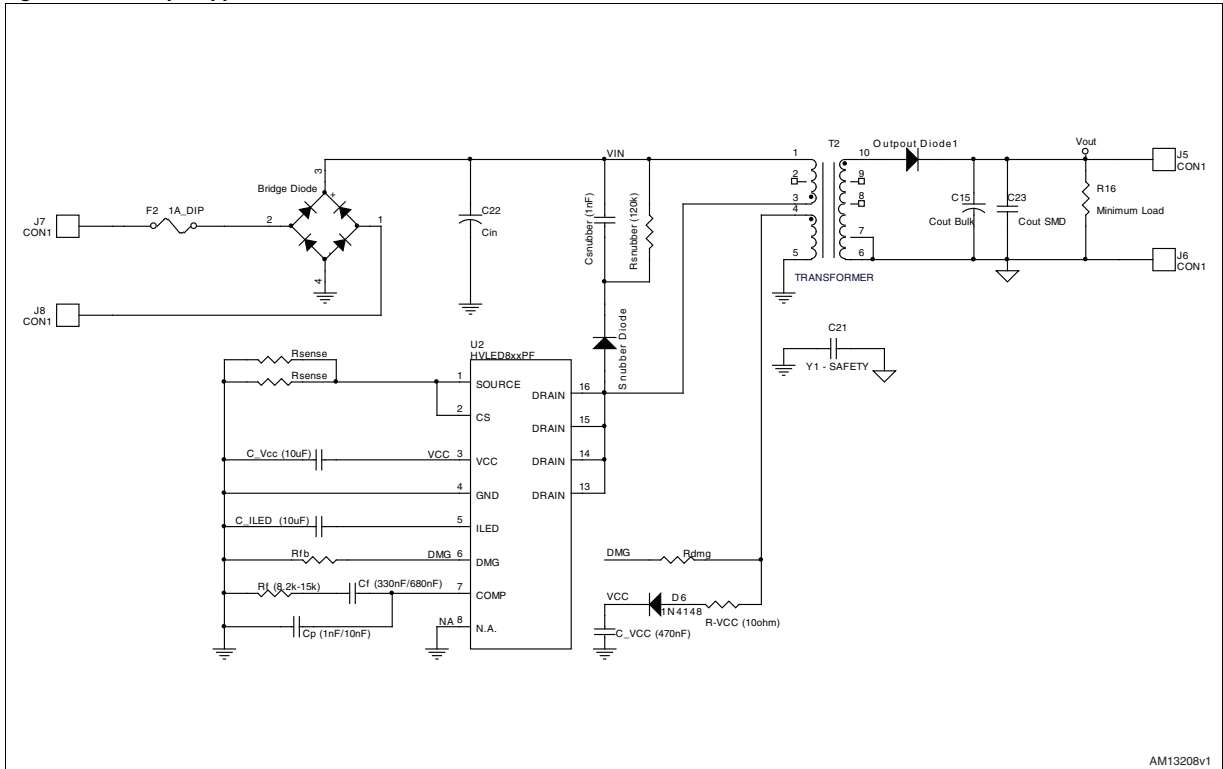 T2
Outpout Diode1
Vout
J5
CON1
VIN
1
10
2
9
3
8
4
7
5
6
TRANSFORMER
3
Bridge Diode
+
J7
CON1
F2 1A_DIP
2
1
4
C22
Cin
Csnubber (1nF)
Rsnubber (120k)
C15
Cout Bulk
C23
Cout SMD
R16
Minimum Load
J6
CON1
J8
CON1
C21
Y1 - SAFETY
Snubber Diode
U2
HVLED8xxPF
Rsense
Rsense
1
SOURCE
16
DRAIN
2
CS
15
DRAIN
C_Vcc (10uF)
VCC 3
VCC
14
DRAIN
4
GND
13
DRAIN
C_ILED (10uF)
5
ILED
Rfb
DMG 6
DMG
DMG
Rdmg
Rf (8.2k-15k)
Cf (330nF/680nF)
7
COMP
VCC
D6
1N4148
R-VCC (10ohm)
Cp (1nF/10nF)
NA 8
N.A.
C_VCC (470nF)
AM13208v1